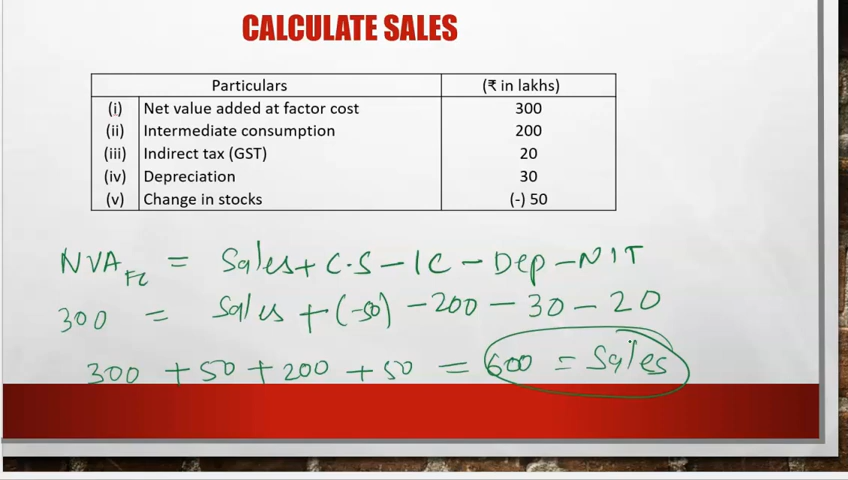 CALCULATE SALES
Particulars (₹ in lakhs)
(i) Net value added at factor cost 300
(ii) Intermediate consumption 200
(iii) Indirect tax (GST) 20
(iv) Depreciation 30
(v) Change in stocks (-) 50
NVA FC = Sales + C.S - IC - Dep - NIT
300 = Sales + (-50) - 200 - 30 - 20
300 + 50 + 200 + 50 = 600 = Sales